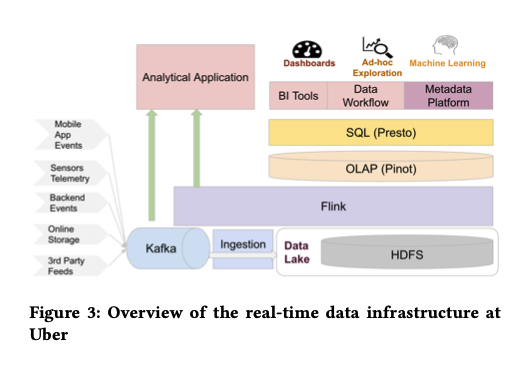 Dashboards
Ad-hoc
Exploration
Machine Learning
Analytical Application
BI Tools
Data
Workflow
Metadata
Platform
SQL (Presto)
OLAP (Pinot)
Flink
Mobile
App
Events
Sensors
Telemetry
Backend
Events
Online
Storage
3rd Party
Feeds
Kafka
Ingestion
Data
Lake
HDFS
Figure 3: Overview of the real-time data infrastructure at
Uber